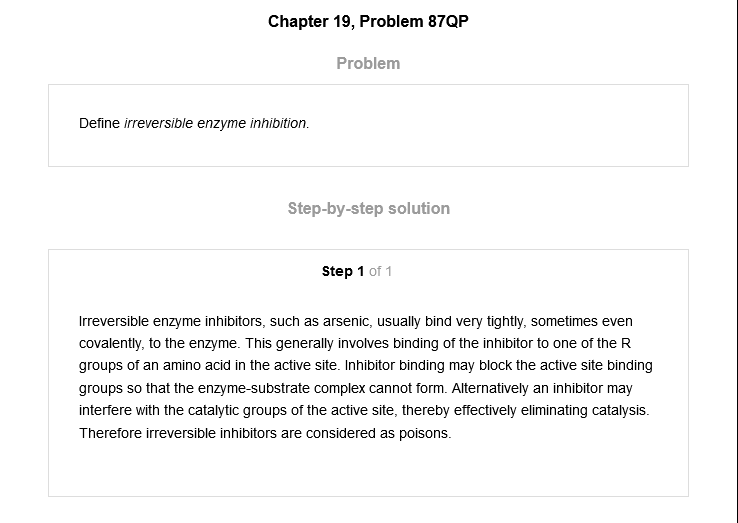 Chapter 19, Problem 87QP
Problem
Define irreversible enzyme inhibition.
Step-by-step solution
Step 1 of 1
Irreversible enzyme inhibitors, such as arsenic, usually bind very tightly, sometimes even
covalently, to the enzyme. This generally involves binding of the inhibitor to one of the R
groups of an amino acid in the active site. Inhibitor binding may block the active site binding
groups so that the enzyme-substrate complex cannot form. Alternatively an inhibitor may
interfere with the catalytic groups of the active site, thereby effectively eliminating catalysis.
Therefore irreversible inhibitors are considered as poisons.